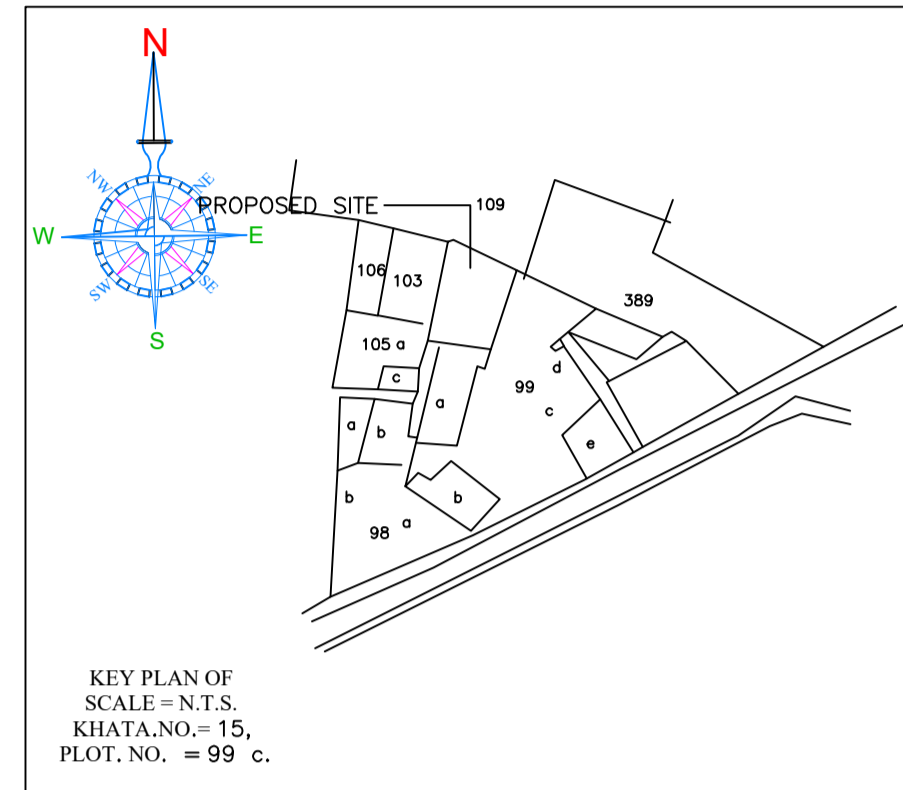 N
NW
NE
W
E
SW
SE
S
PROPOSED SITE
109
106
103
389
105 a
c
d
99
a
c
a
b
e
b
b
a
98
KEY PLAN OF
SCALE = N.T.S.
KHATA.NO.= 15,
PLOT. NO. = 99 c.